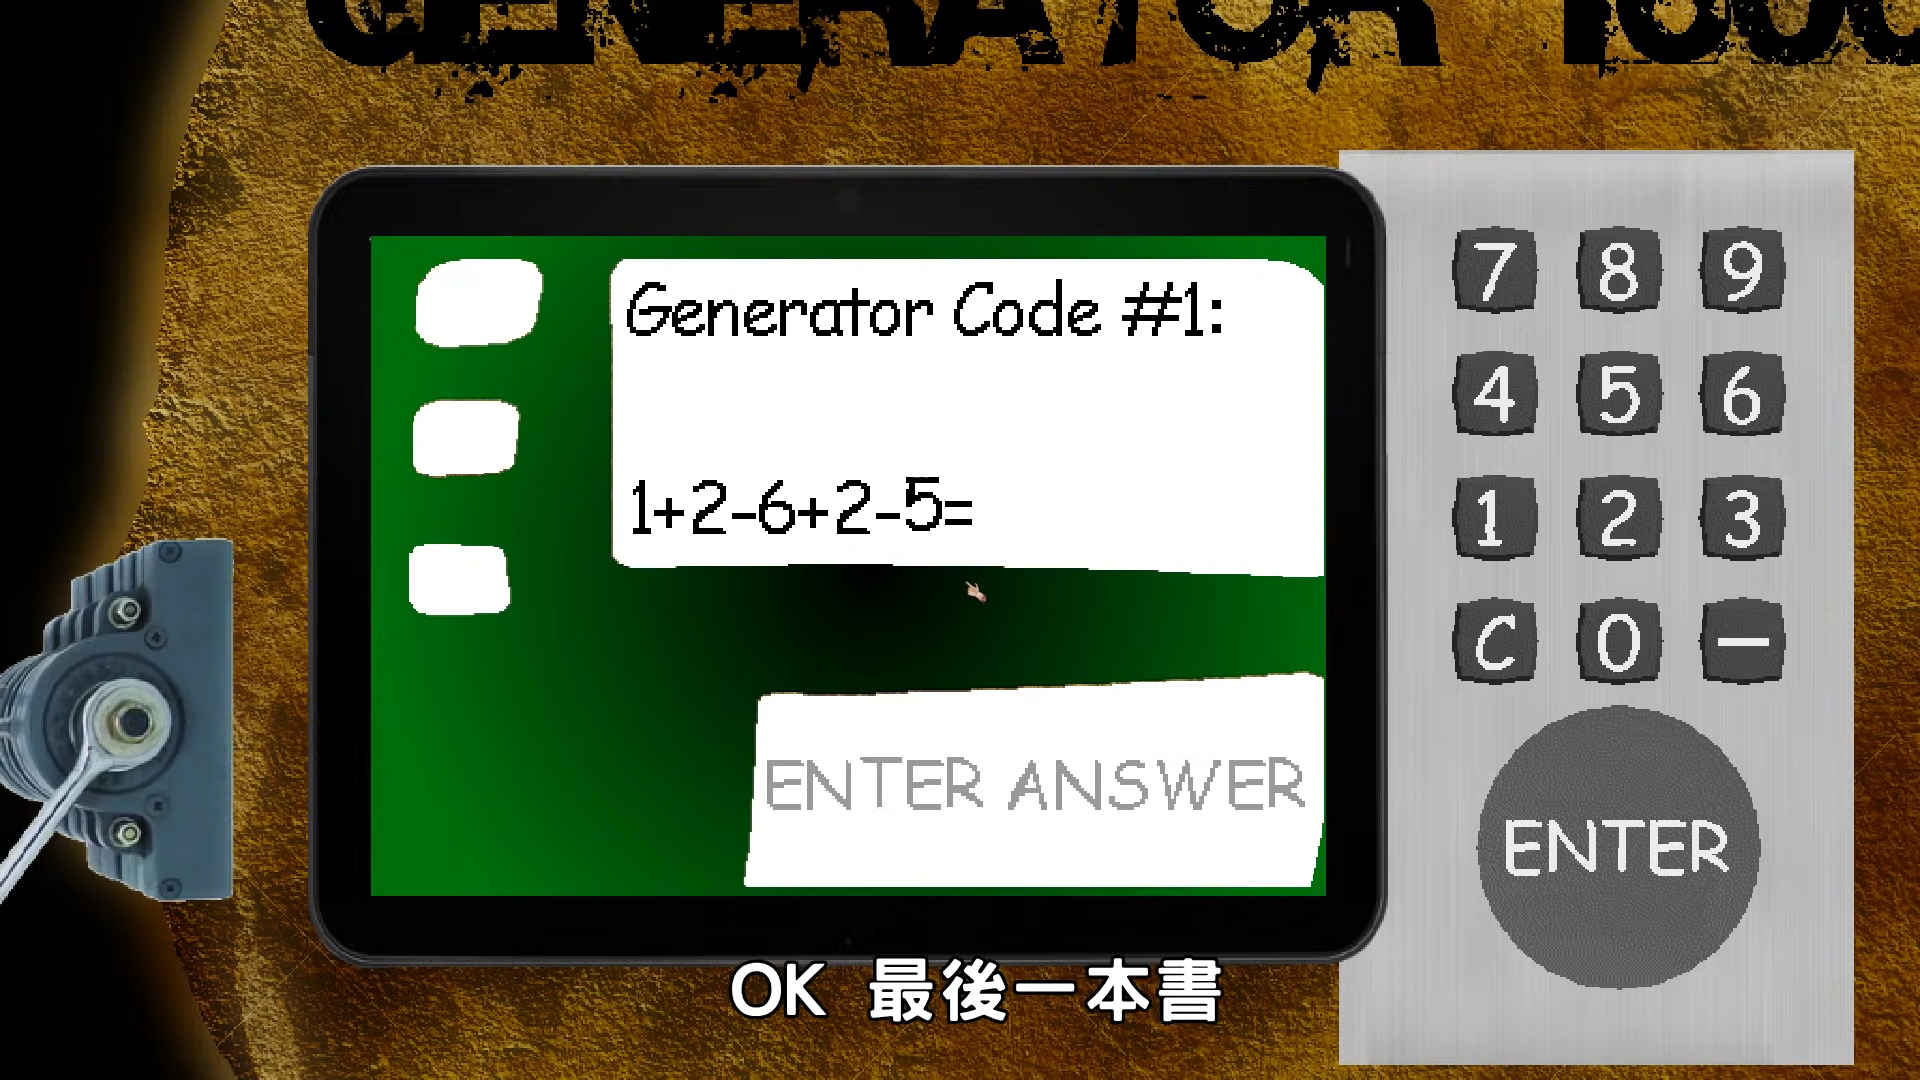 GENERATOR
Generator Code #1:
1+2-6+2-5=
ENTER ANSWER
7 8 9
4 5 6
1 2 3
C 0 -
ENTER
OK 最後一本書